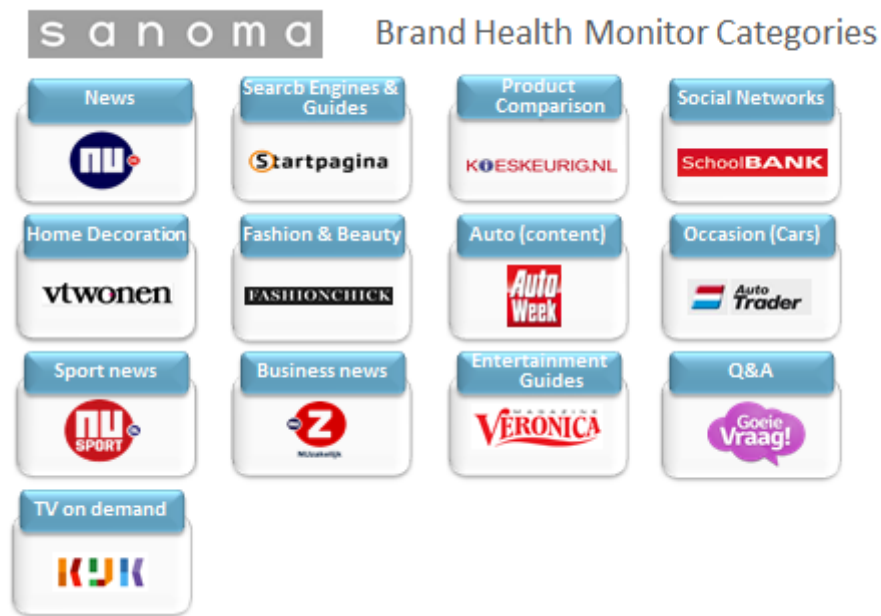 sanoma
Brand Health Monitor Categories
News
nu
Searcb Engines &
Guides
Startpagina
Product
Comparison
KIESKEURIG.NL
Social Networks
SchoolBANK
Home Decoration
vtwonen
Fashion & Beauty
FASHIONCHICK
Auto (content)
Auto
Week
Occasion (Cars)
Auto
Trader
Sport news
nu
SPORT
Business news
Z
NUzakelijk
Entertainment
Guides
MAGAZINE
VERONICA
Q&A
Goeie
Vraag!
TV on demand
KIJK